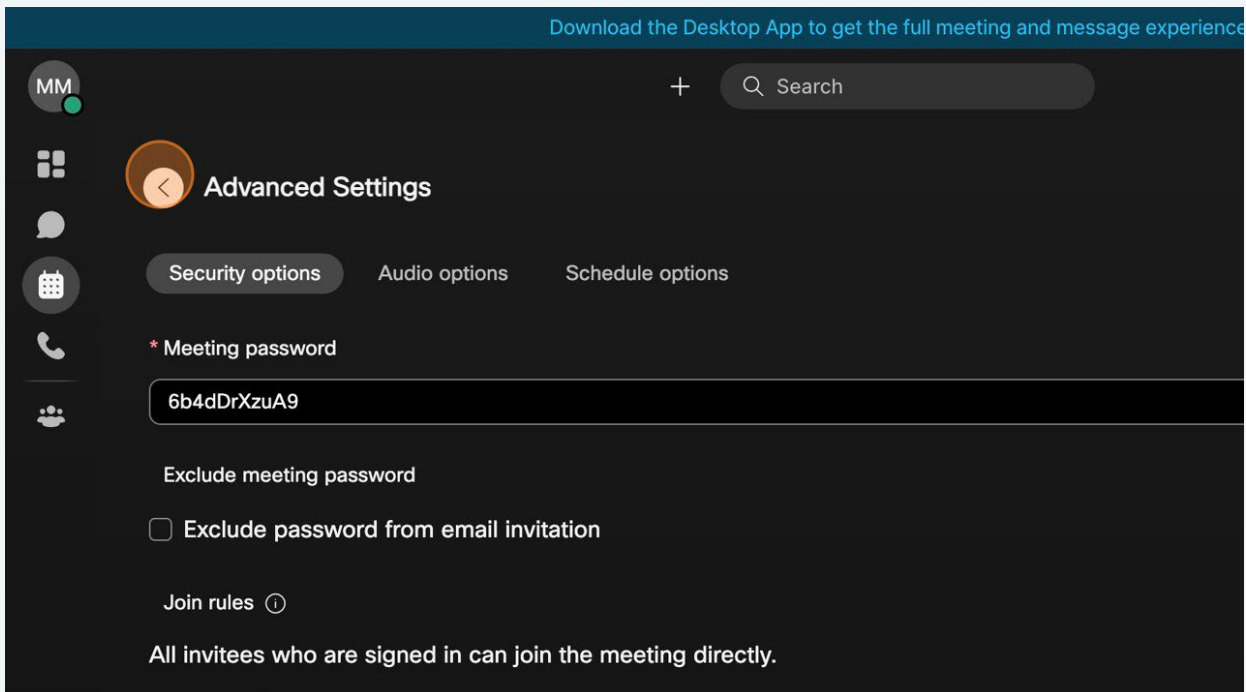 Download the Desktop App to get the full meeting and message experience
MM
Search
Advanced Settings
Security options Audio options Schedule options
* Meeting password
6b4dDrXzuA9
Exclude meeting password
Exclude password from email invitation
Join rules
All invitees who are signed in can join the meeting directly.